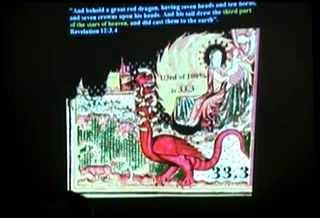 "And behold a great red dragon, having seven heads and ten horns,
and seven crowns upon his heads. And his tail drew the third part
of the stars of heaven, and did cast them to the earth".
Revelation 12:3,4
1/3rd of 100%
is 33.3
33.3